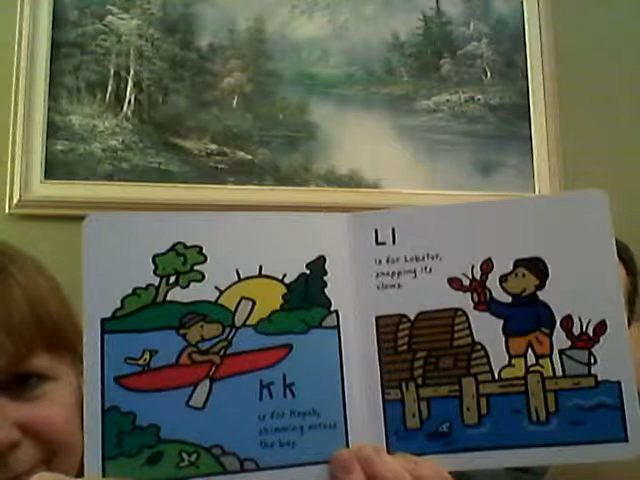 Kk
is for Kayak,
skimming across
the bay.
Ll
is for Lobster,
snapping its
claws.